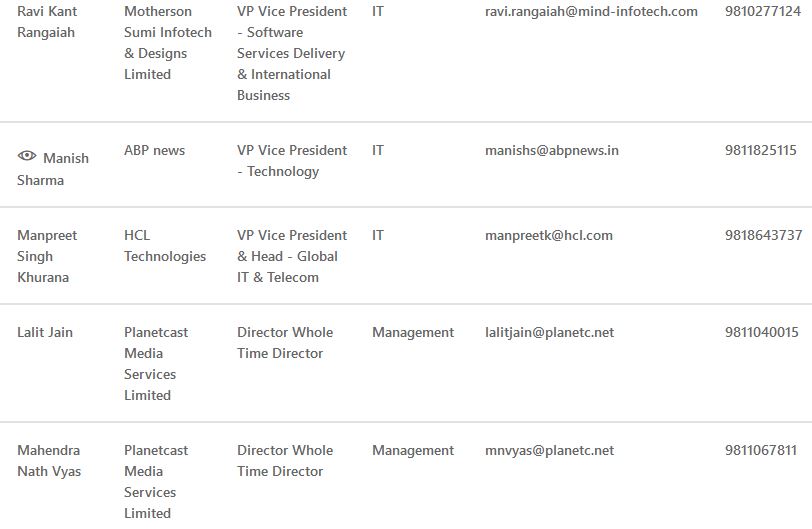 Ravi Kant Motherson VP Vice President IT ravi.rangaiah@mind-infotech.com 9810277124
Rangaiah Sumi Infotech - Software
& Designs Services Delivery
Limited & International
Business
ABP news VP Vice President IT manishs@abpnews.in 9811825115
Manish
- Technology
Sharma
Manpreet HCL VP Vice President IT manpreetk@hcl.com 9818643737
Singh Technologies & Head - Global
Khurana IT & Telecom
Lalit Jain Planetcast Director Whole Management lalitjain@planetc.net 9811040015
Media Time Director
Services
Limited
Mahendra Planetcast Director Whole Management mnvyas@planetc.net 9811067811
Nath Vyas Media Time Director
Services
Limited